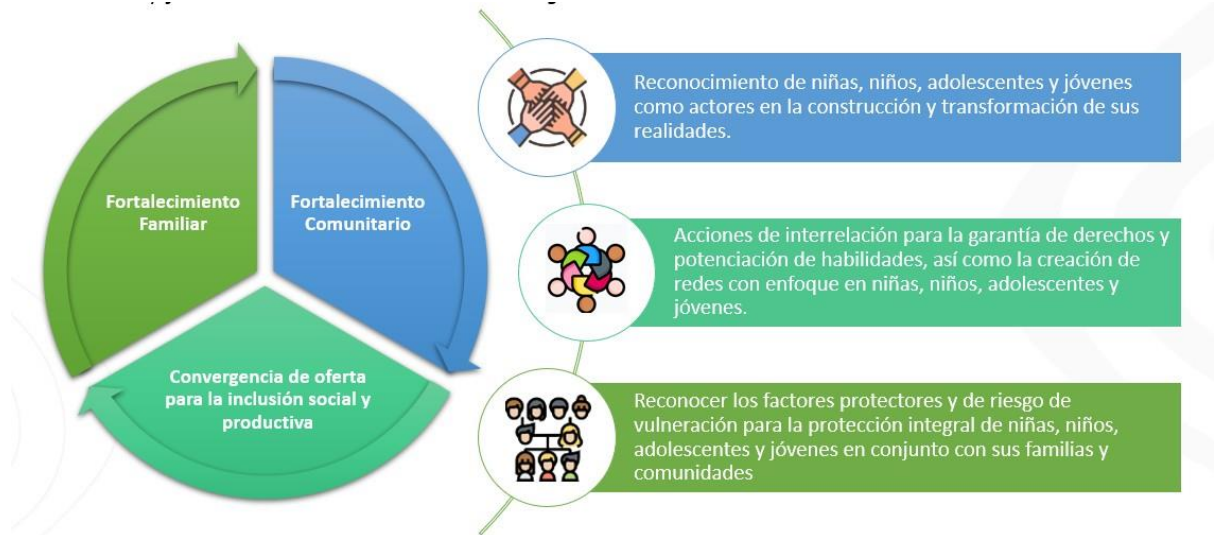 Fortalecimiento
Familiar
Fortalecimiento
Comunitario
Convergencia de oferta
para la inclusión social y
productiva
Reconocimiento de niñas, niños, adolescentes y jóvenes
como actores en la construcción y transformación de sus
realidades.
Acciones de interrelación para la garantía de derechos y
potenciación de habilidades, así como la creación de
redes con enfoque en niñas, niños, adolescentes y
jóvenes.
Reconocer los factores protectores y de riesgo de
vulneración para la protección integral de niñas, niños,
adolescentes y jóvenes en conjunto con sus familias y
comunidades